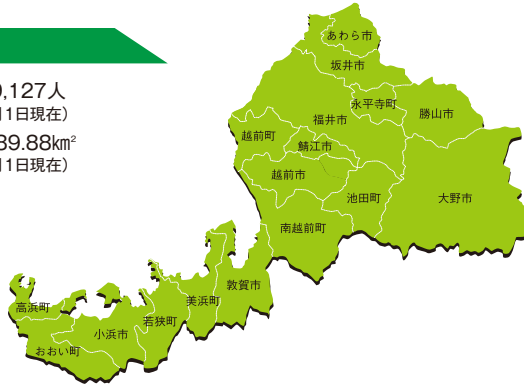 ,127人
月1日現在）
89.88km²
月1日現在）
あわら市
坂井市
永平寺町
勝山市
福井市
越前町
鯖江市
越前市
池田町
大野市
南越前町
敦賀市
美浜町
若狭町
高浜町
小浜市
おおい町